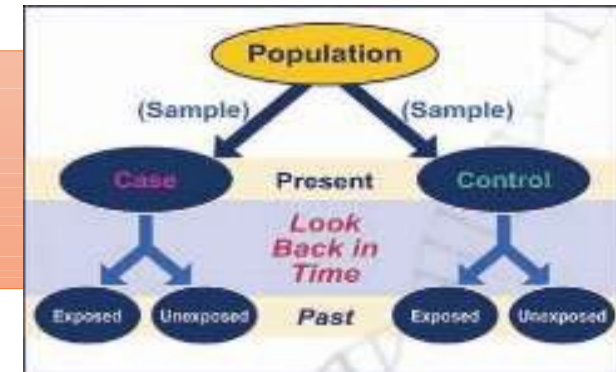 Population
(Sample) (Sample)
Case Present Control
Look
Back in
Time
Exposed Unexposed Past Exposed Unexposed